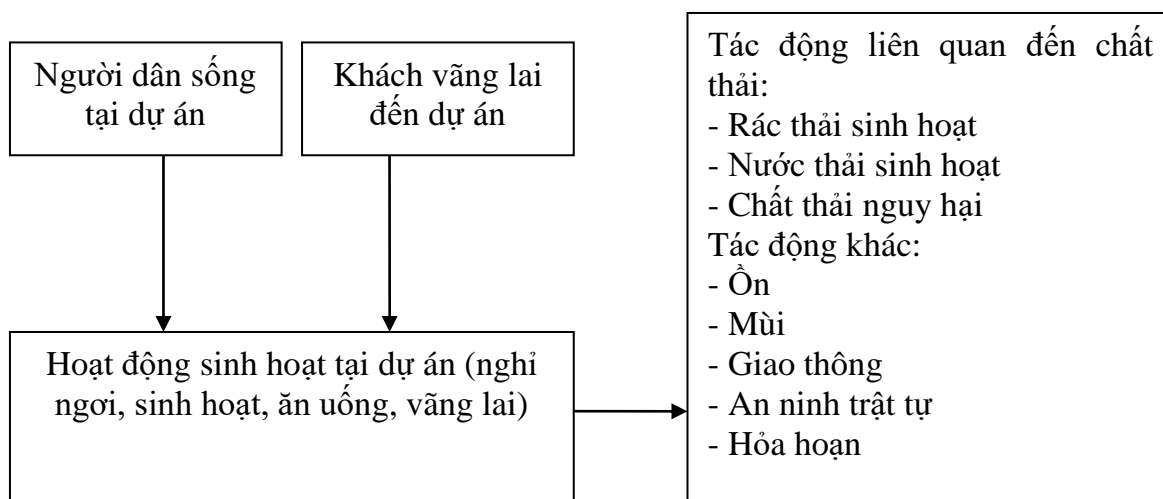 Người dân sống
tại dự án
Khách vãng lai
đến dự án
Hoạt động sinh hoạt tại dự án (nghỉ
ngơi, sinh hoạt, ăn uống, vãng lai)
Tác động liên quan đến chất
thải:
- Rác thải sinh hoạt
- Nước thải sinh hoạt
- Chất thải nguy hại
Tác động khác:
- Ồn
- Mùi
- Giao thông
- An ninh trật tự
- Hỏa hoạn